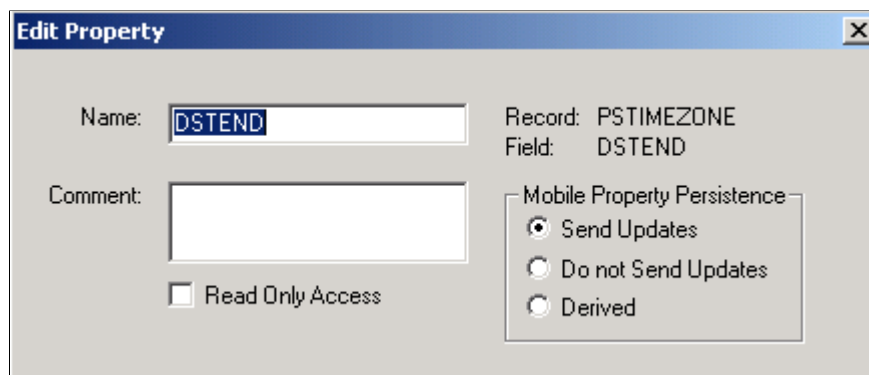 Edit Property
Name: DSTEND
Record: PSTIMEZONE
Field: DSTEND
Comment:
Read Only Access
Mobile Property Persistence
Send Updates
Do not Send Updates
Derived